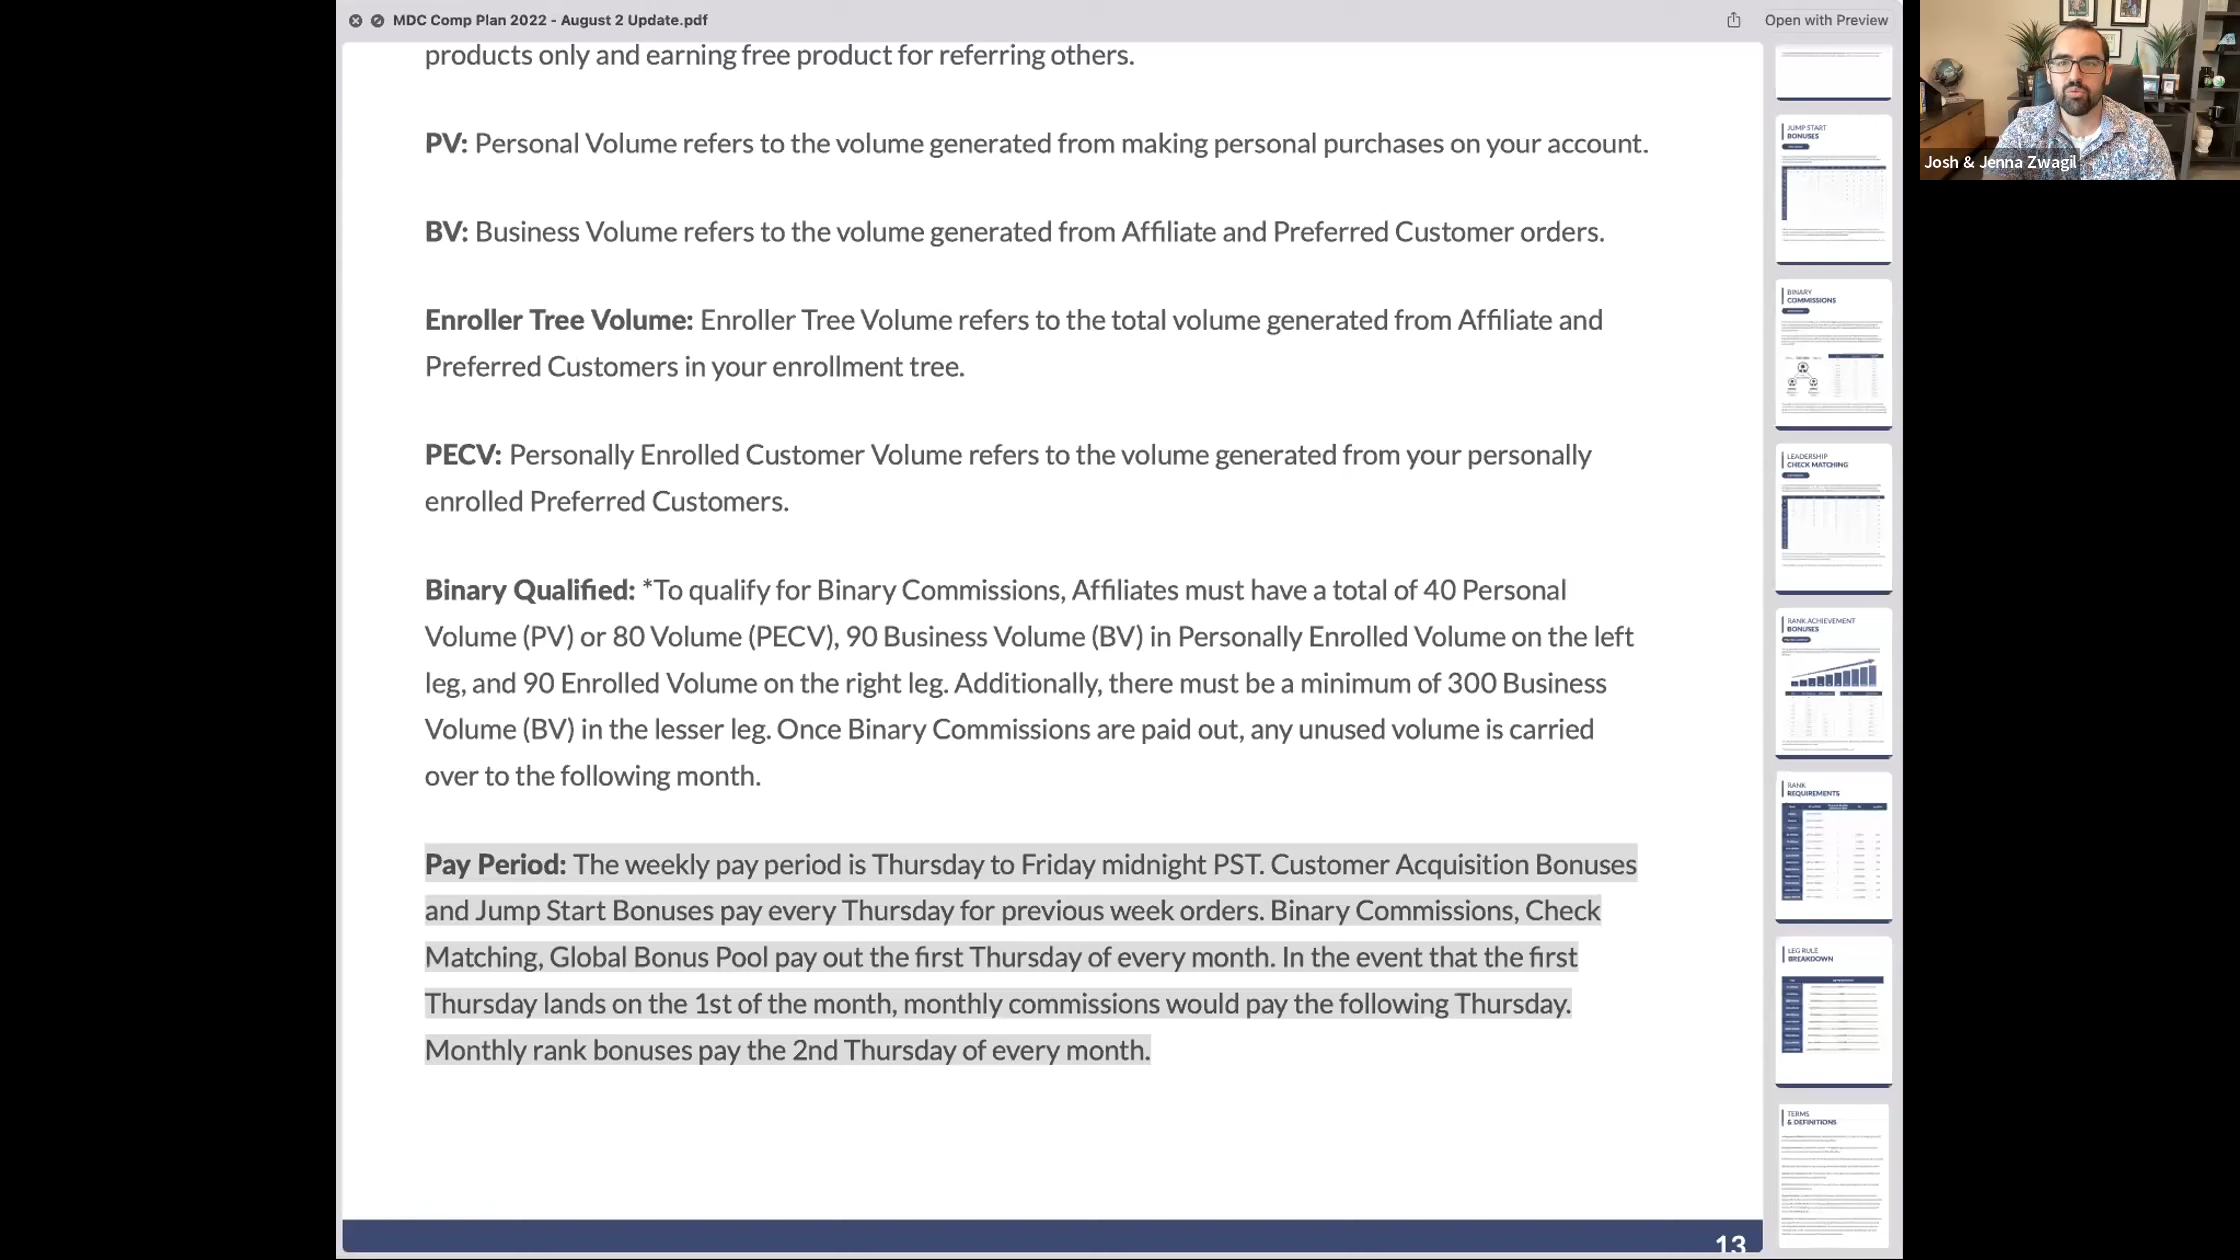 MDC Comp Plan 2022 - August 2 Update.pdf
Open with Preview
products only and earning free product for referring others.
PV: Personal Volume refers to the volume generated from making personal purchases on your account.
BV: Business Volume refers to the volume generated from Affiliate and Preferred Customer orders.
Enroller Tree Volume: Enroller Tree Volume refers to the total volume generated from Affiliate and
Preferred Customers in your enrollment tree.
PECV: Personally Enrolled Customer Volume refers to the volume generated from your personally
enrolled Preferred Customers.
Binary Qualified: *To qualify for Binary Commissions, Affiliates must have a total of 40 Personal
Volume (PV) or 80 Volume (PECV), 90 Business Volume (BV) in Personally Enrolled Volume on the left
leg, and 90 Enrolled Volume on the right leg. Additionally, there must be a minimum of 300 Business
Volume (BV) in the lesser leg. Once Binary Commissions are paid out, any unused volume is carried
over to the following month.
Pay Period: The weekly pay period is Thursday to Friday midnight PST. Customer Acquisition Bonuses
and Jump Start Bonuses pay every Thursday for previous week orders. Binary Commissions, Check
Matching, Global Bonus Pool pay out the first Thursday of every month. In the event that the first
Thursday lands on the 1st of the month, monthly commissions would pay the following Thursday.
Monthly rank bonuses pay the 2nd Thursday of every month.
13
JUMP START
BONUSES
BINARY
COMMISSIONS
LEADERSHIP
CHECK MATCHING
RANK ACHIEVEMENT
BONUSES
RANK
REQUIREMENTS
LEG RULE
BREAKDOWN
TERMS
& DEFINITIONS
Josh & Jenna Zwagil